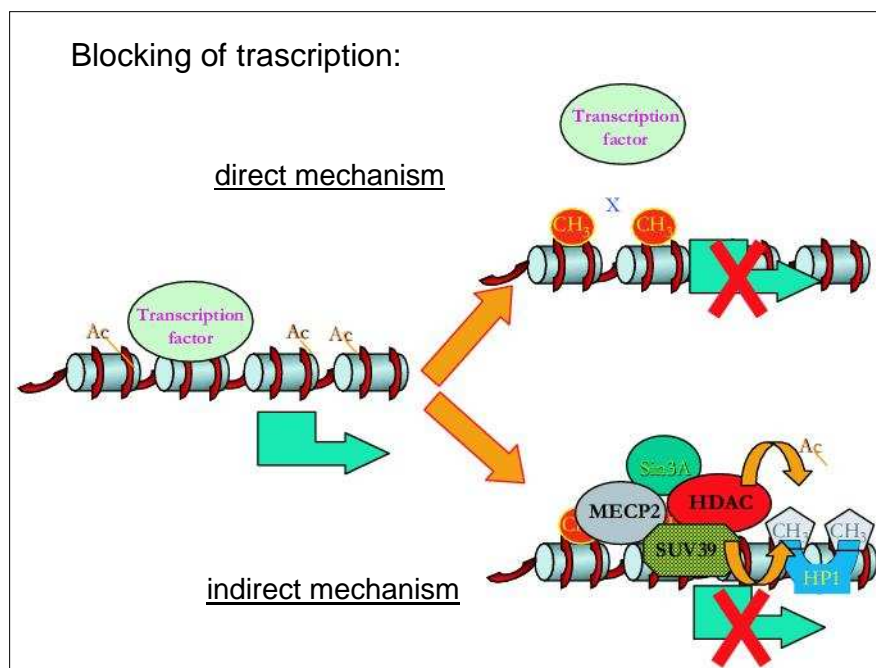 Blocking of trascription:
Transcription
factor
direct mechanism
X
CH3
CH3
Transcription
factor
Ac
Ac
Ac
Sin3A
Ac
MECP2
HDAC
SUV39
CH3
CH3
HP1
indirect mechanism